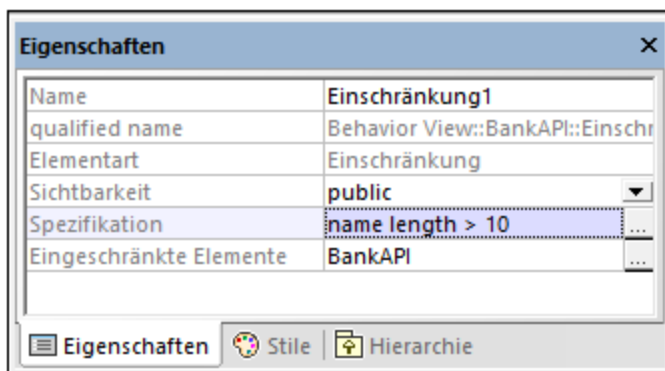 Eigenschaften
Name Einschränkung1
qualified name Behavior View::BankAPI::Einschr
Elementart Einschränkung
Sichtbarkeit public
Spezifikation name length > 10 ...
Eingeschränkte Elemente BankAPI ...
Eigenschaften Stile Hierarchie